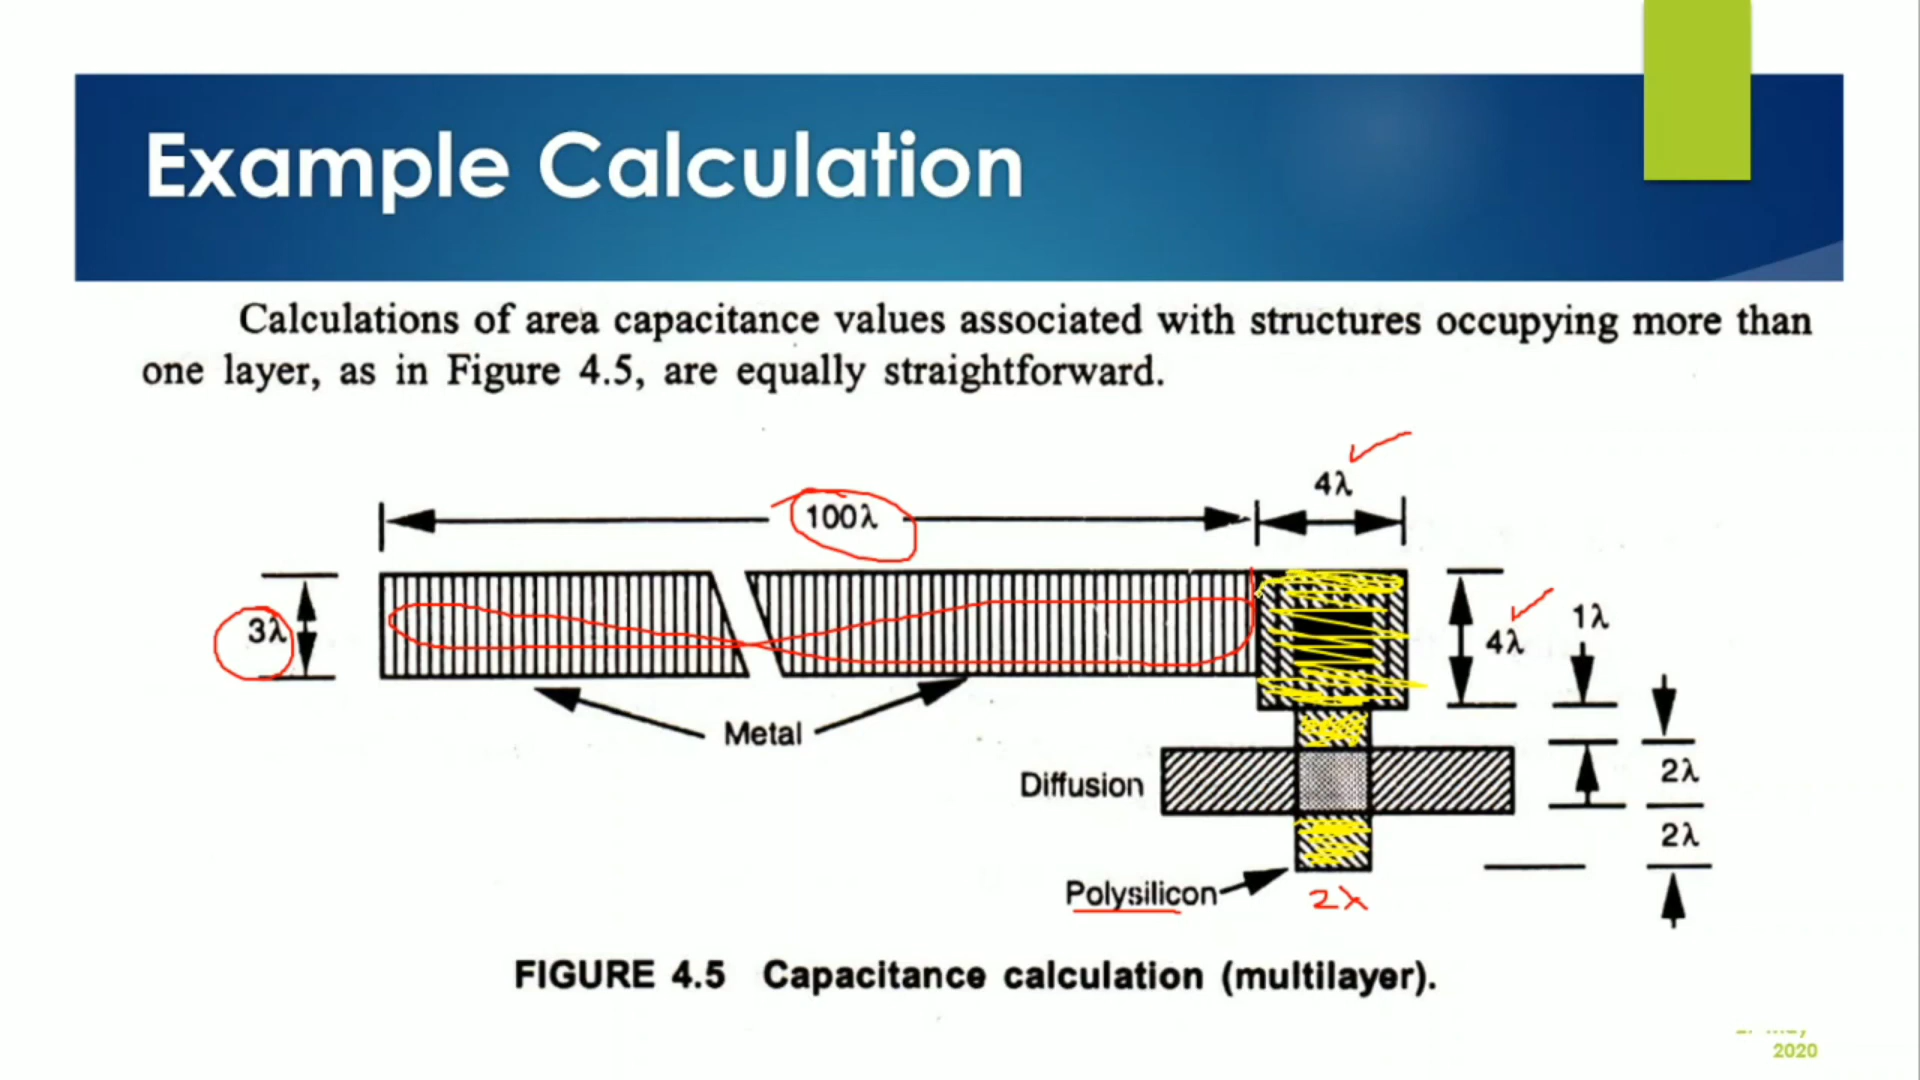 Example Calculation
Calculations of area capacitance values associated with structures occupying more than
one layer, as in Figure 4.5, are equally straightforward.
4λ
100λ
3λ
4λ
1λ
Metal
Diffusion
2λ
2λ
Polysilicon
2λ
FIGURE 4.5 Capacitance calculation (multilayer).
2020